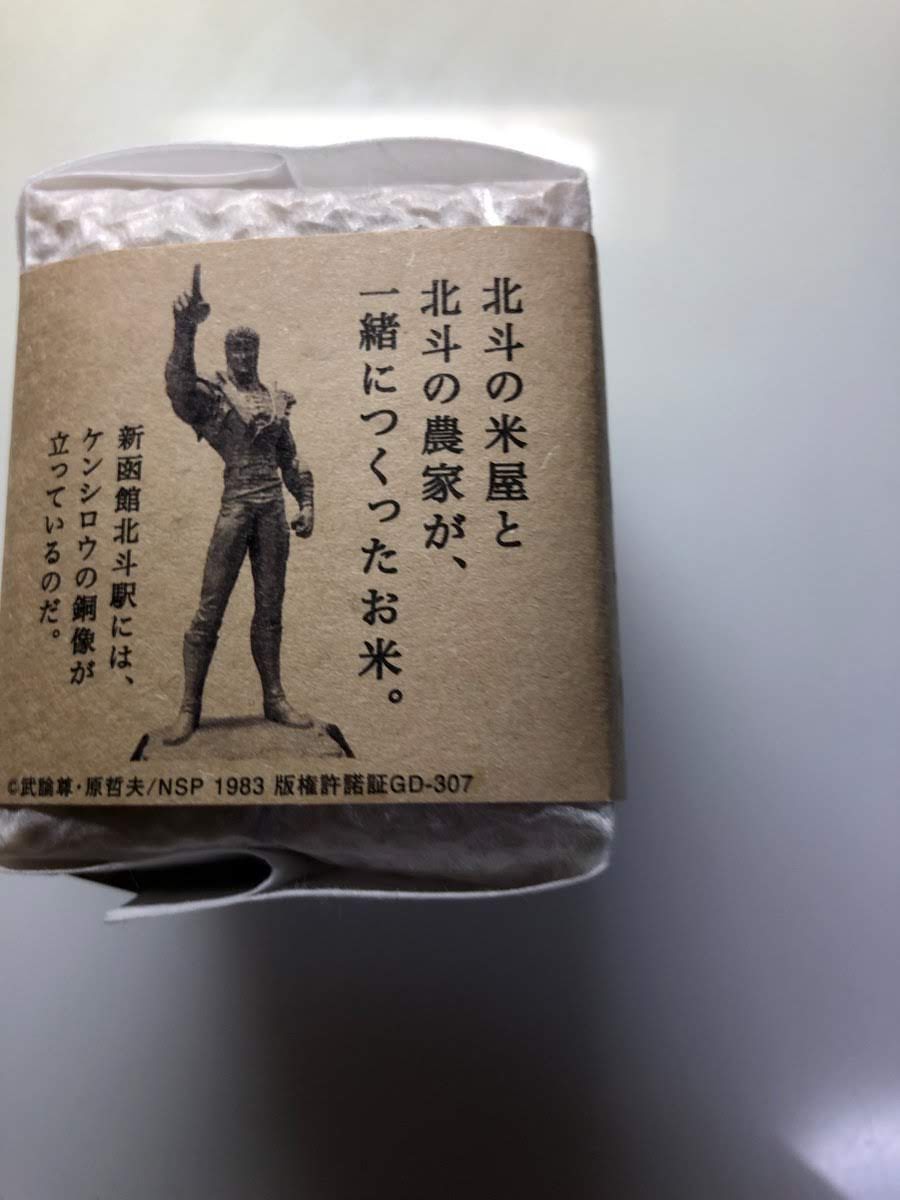 北斗の米屋と
北斗の農家が、
一緒につくったお米。
新函館北斗駅には、
ケンシロウの銅像が
立っているのだ。
©武論尊・原哲夫/NSP 1983 版権許諾証GD-307